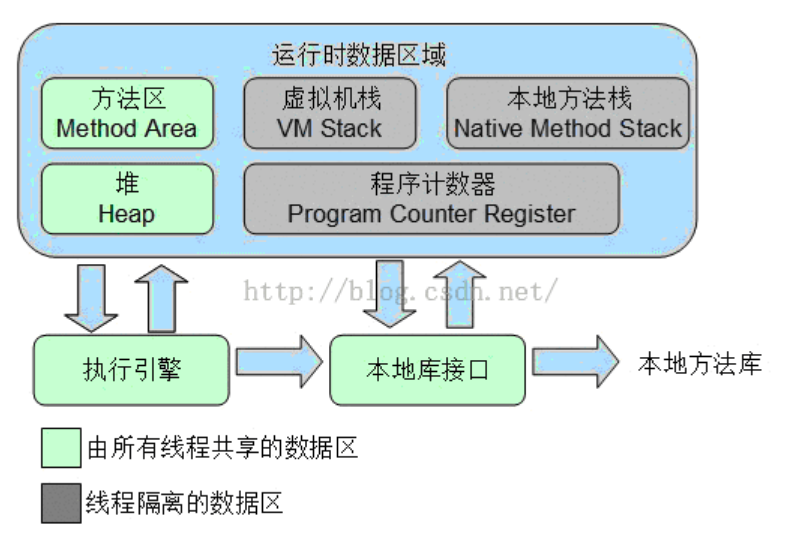 运行时数据区域
方法区
Method Area
虚拟机栈
VM Stack
本地方法栈
Native Method Stack
堆
Heap
程序计数器
Program Counter Register
http://blog.csdn.net/
执行引擎
本地库接口
本地方法库
由所有线程共享的数据区
线程隔离的数据区